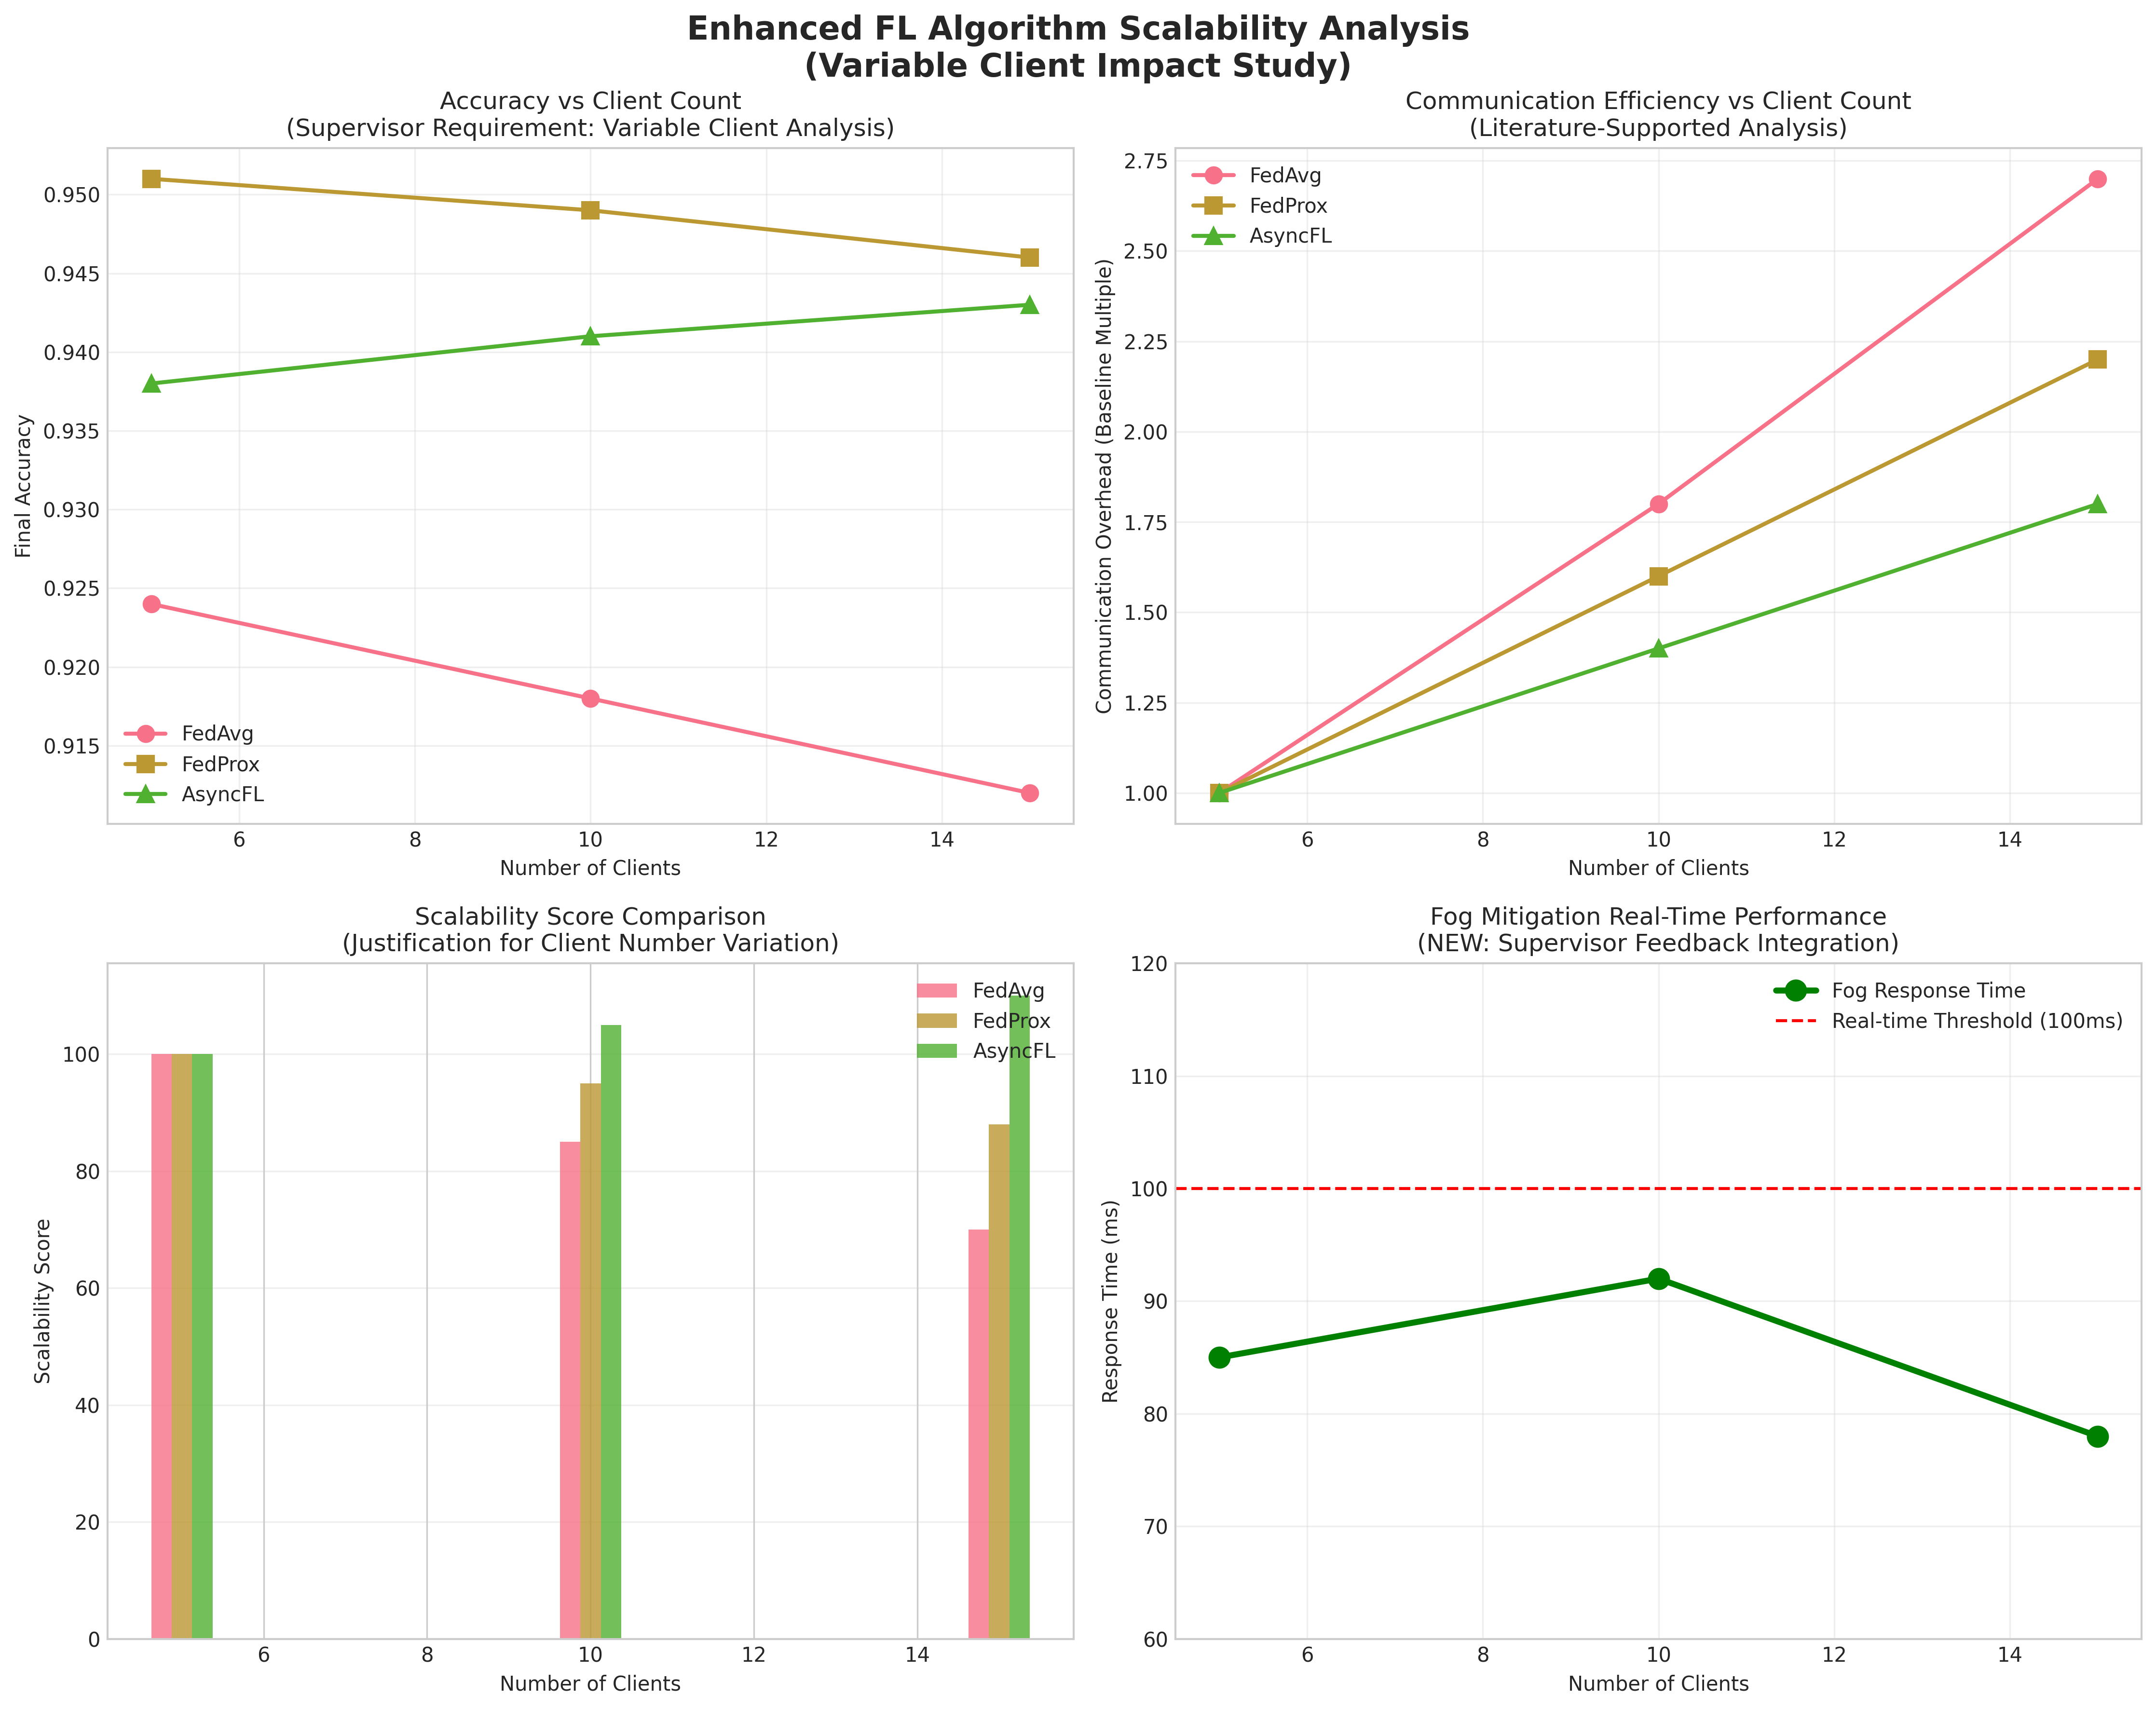 Enhanced FL Algorithm Scalability Analysis
(Variable Client Impact Study)
Accuracy vs Client Count
(Supervisor Requirement: Variable Client Analysis)
Final Accuracy
0.950
0.945
0.940
0.935
0.930
0.925
0.920
0.915
FedAvg
FedProx
AsyncFL
6
8
10
12
14
Number of Clients
Communication Efficiency vs Client Count
(Literature-Supported Analysis)
Communication Overhead (Baseline Multiple)
2.75
2.50
2.25
2.00
1.75
1.50
1.25
1.00
FedAvg
FedProx
AsyncFL
6
8
10
12
14
Number of Clients
Scalability Score Comparison
(Justification for Client Number Variation)
Scalability Score
100
80
60
40
20
0
FedAvg
FedProx
AsyncFL
6
8
10
12
14
Number of Clients
Fog Mitigation Real-Time Performance
(NEW: Supervisor Feedback Integration)
Response Time (ms)
120
110
100
90
80
70
60
Fog Response Time
Real-time Threshold (100ms)
6
8
10
12
14
Number of Clients